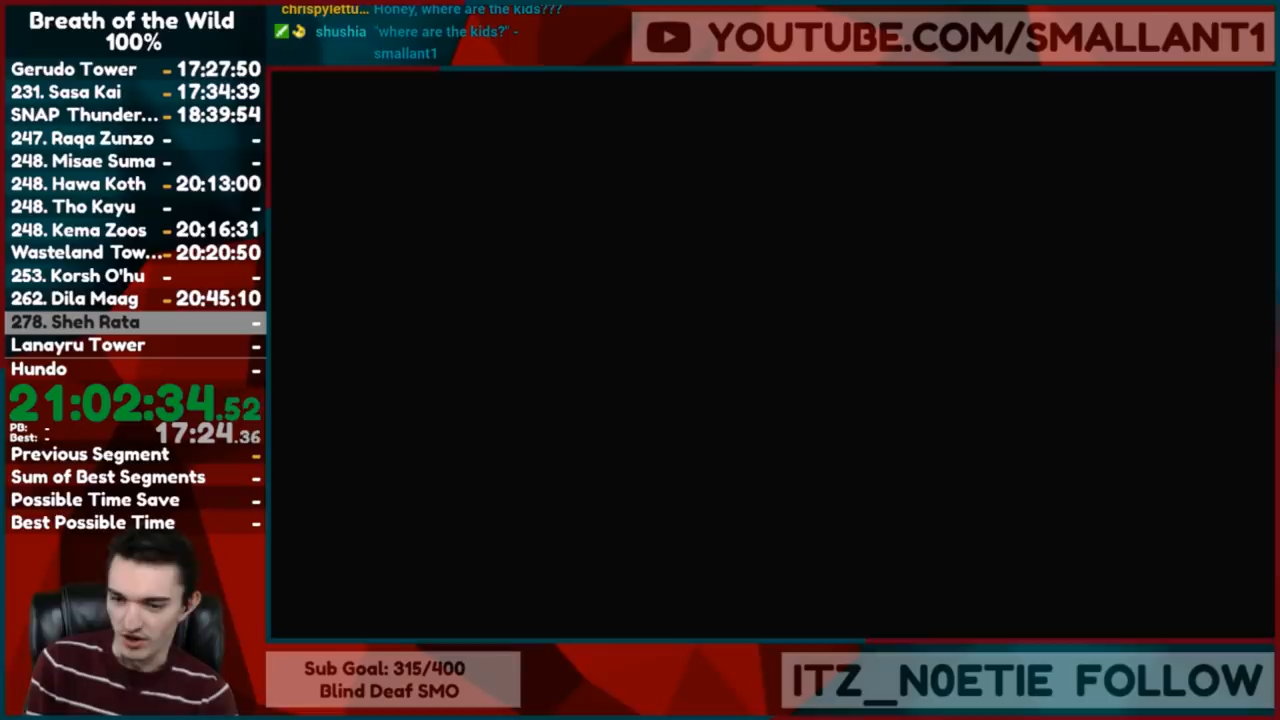 Breath of the Wild
100%
Gerudo Tower - 17:27:50
231. Sasa Kai - 17:34:39
SNAP Thunder... - 18:39:54
247. Raqa Zunzo - -
248. Misae Suma - -
248. Hawa Koth - 20:13:00
248. Tho Kayu - -
248. Kema Zoos - 20:16:31
Wasteland Tow... - 20:20:50
253. Korsh O'hu - -
262. Dila Maag - 20:45:10
278. Sheh Rata -
Lanayru Tower -
Hundo -
21:02:34.52
PB: -
Best: -
17:24.36
Previous Segment -
Sum of Best Segments -
Possible Time Save -
Best Possible Time -
chrispylettu... Honey, where are the kids???
shushia "where are the kids?" -
smallant1
YOUTUBE.COM/SMALLANT1
Sub Goal: 315/400
Blind Deaf SMO
ITZ_N0ETIE FOLLOW